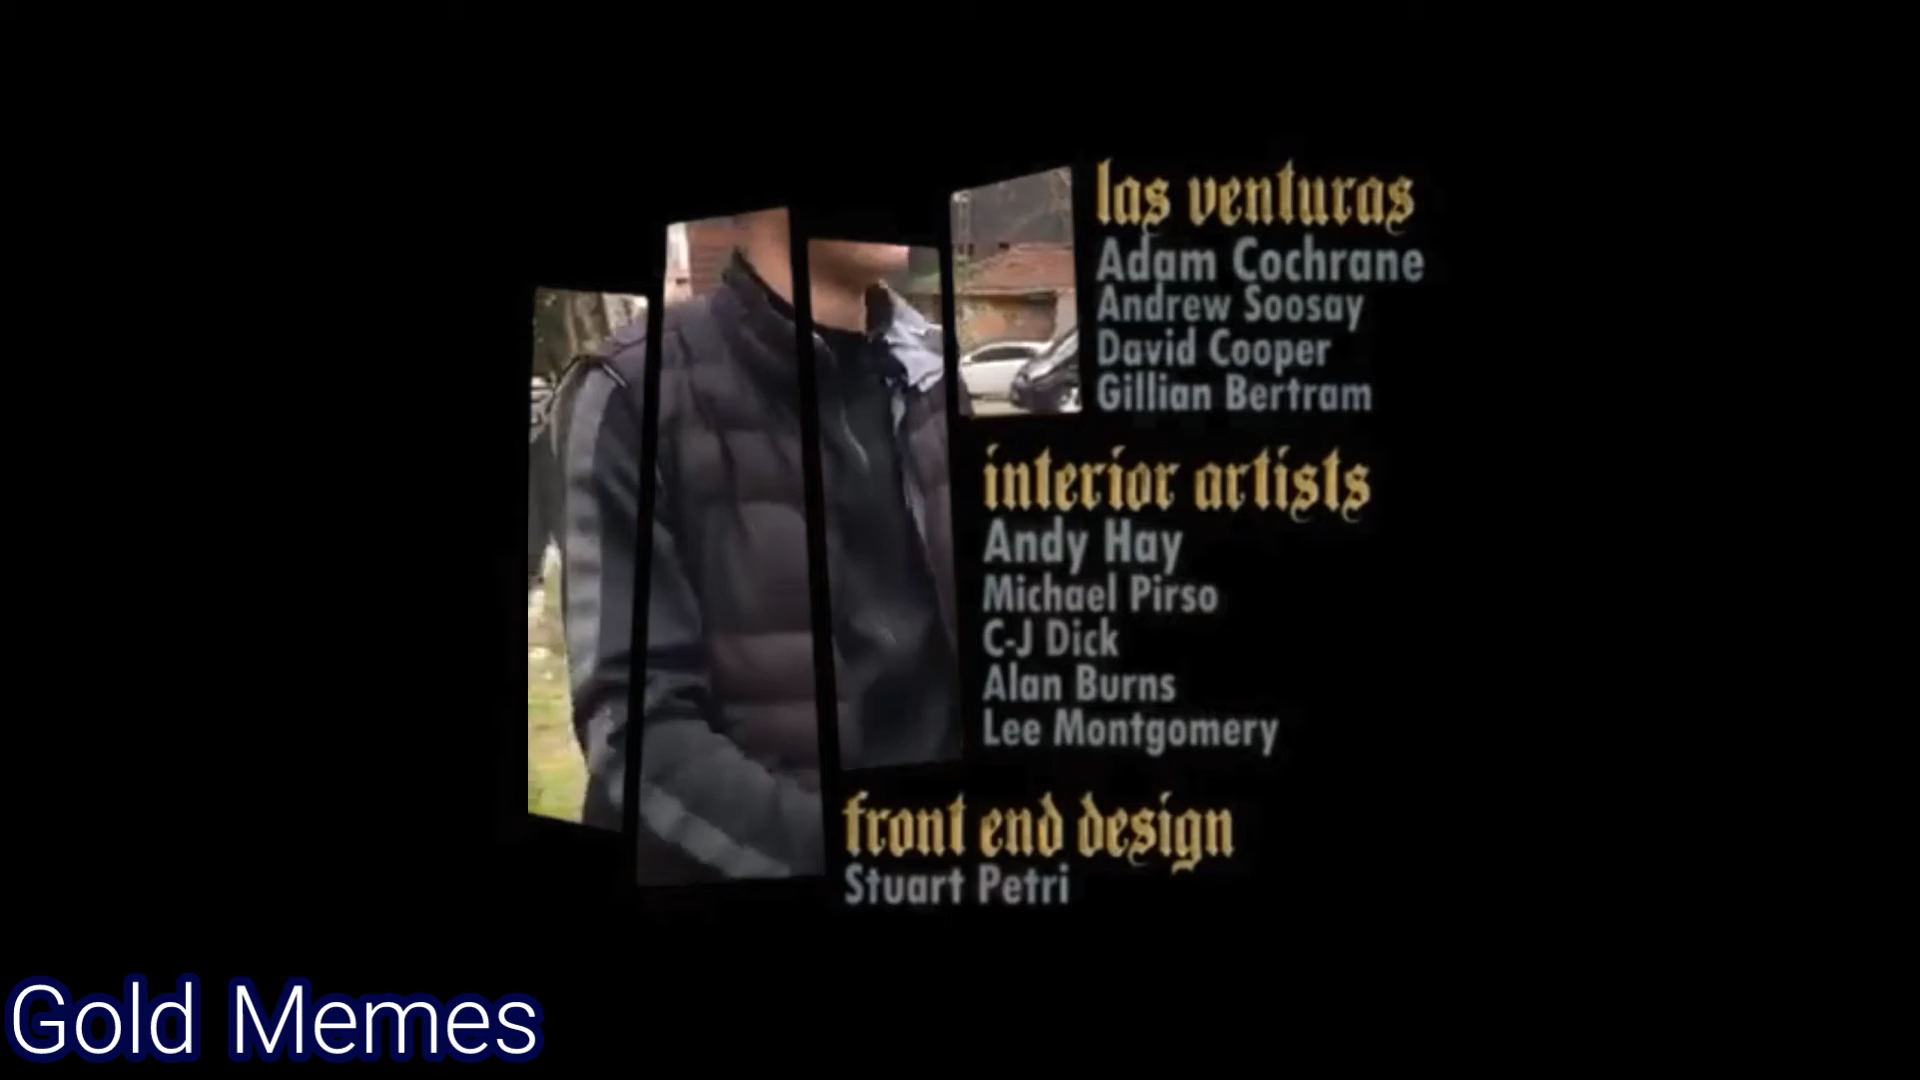 las venturas
Adam Cochrane
Andrew Soosay
David Cooper
Gillian Bertram
interior artists
Andy Hay
Michael Pirso
C-J Dick
Alan Burns
Lee Montgomery
front end design
Stuart Petri
Gold Memes